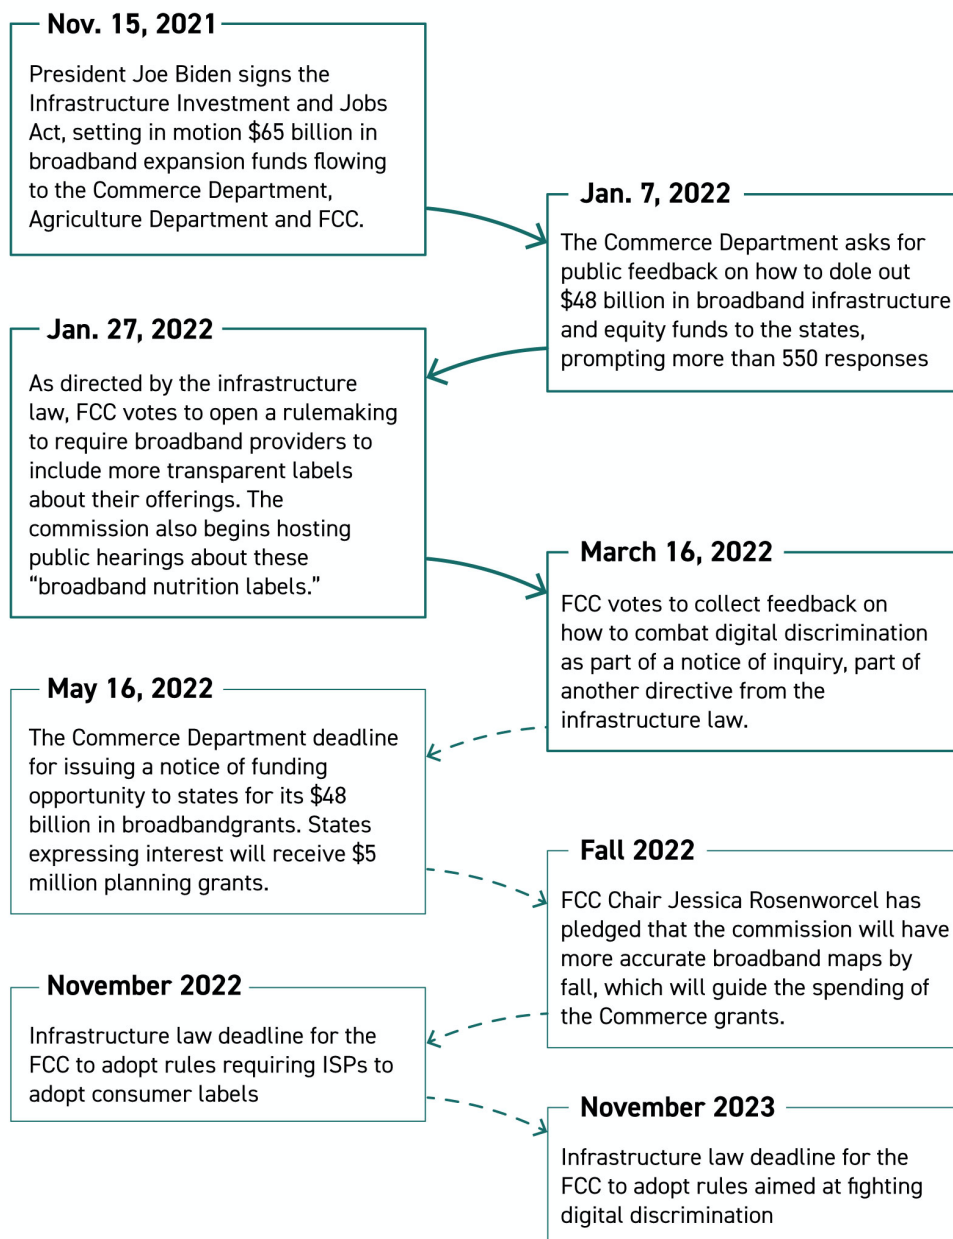 Nov. 15, 2021
President Joe Biden signs the
Infrastructure Investment and Jobs
Act, setting in motion $65 billion in
broadband expansion funds flowing
to the Commerce Department,
Agriculture Department and FCC.
Jan. 7, 2022
The Commerce Department asks for
public feedback on how to dole out
$48 billion in broadband infrastructure
and equity funds to the states,
prompting more than 550 responses
Jan. 27, 2022
As directed by the infrastructure
law, FCC votes to open a rulemaking
to require broadband providers to
include more transparent labels
about their offerings. The
commission also begins hosting
public hearings about these
“broadband nutrition labels.”
March 16, 2022
FCC votes to collect feedback on
how to combat digital discrimination
as part of a notice of inquiry, part of
another directive from the
infrastructure law.
May 16, 2022
The Commerce Department deadline
for issuing a notice of funding
opportunity to states for its $48
billion in broadbandgrants. States
expressing interest will receive $5
million planning grants.
Fall 2022
FCC Chair Jessica Rosenworcel has
pledged that the commission will have
more accurate broadband maps by
fall, which will guide the spending of
the Commerce grants.
November 2022
Infrastructure law deadline for the
FCC to adopt rules requiring ISPs to
adopt consumer labels
November 2023
Infrastructure law deadline for the
FCC to adopt rules aimed at fighting
digital discrimination